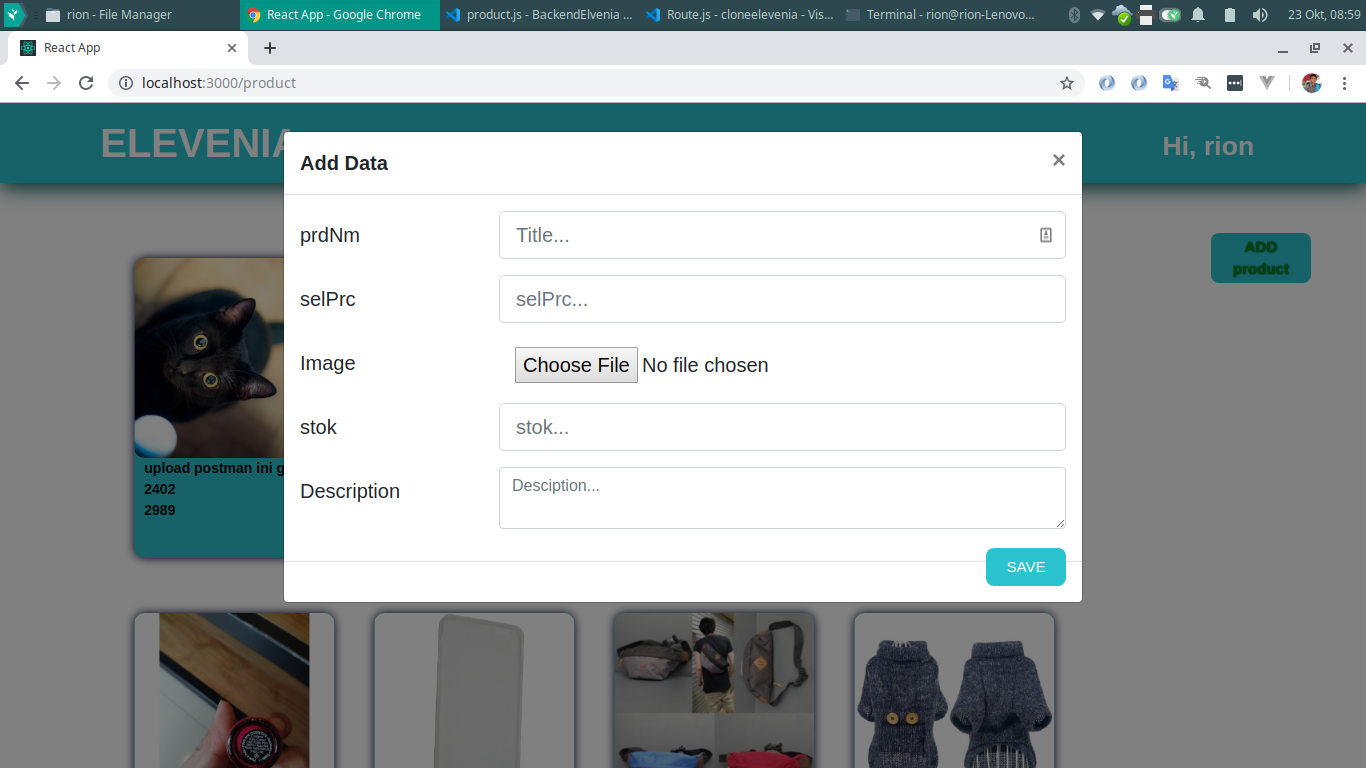 rion - File Manager
React App - Google Chrome
product.js - BackendElvenia ...
Route.js - cloneelevenia - Vis...
Terminal - rion@rion-Lenovo...
23 Okt, 08:59
React App
localhost:3000/product
ELEVENIA
Hi, rion
Add Data
×
prdNm
Title...
ADD
product
selPrc
selPrc...
Image
Choose File No file chosen
stok
stok...
upload postman ini g
2402
2989
Description
Desciption...
SAVE